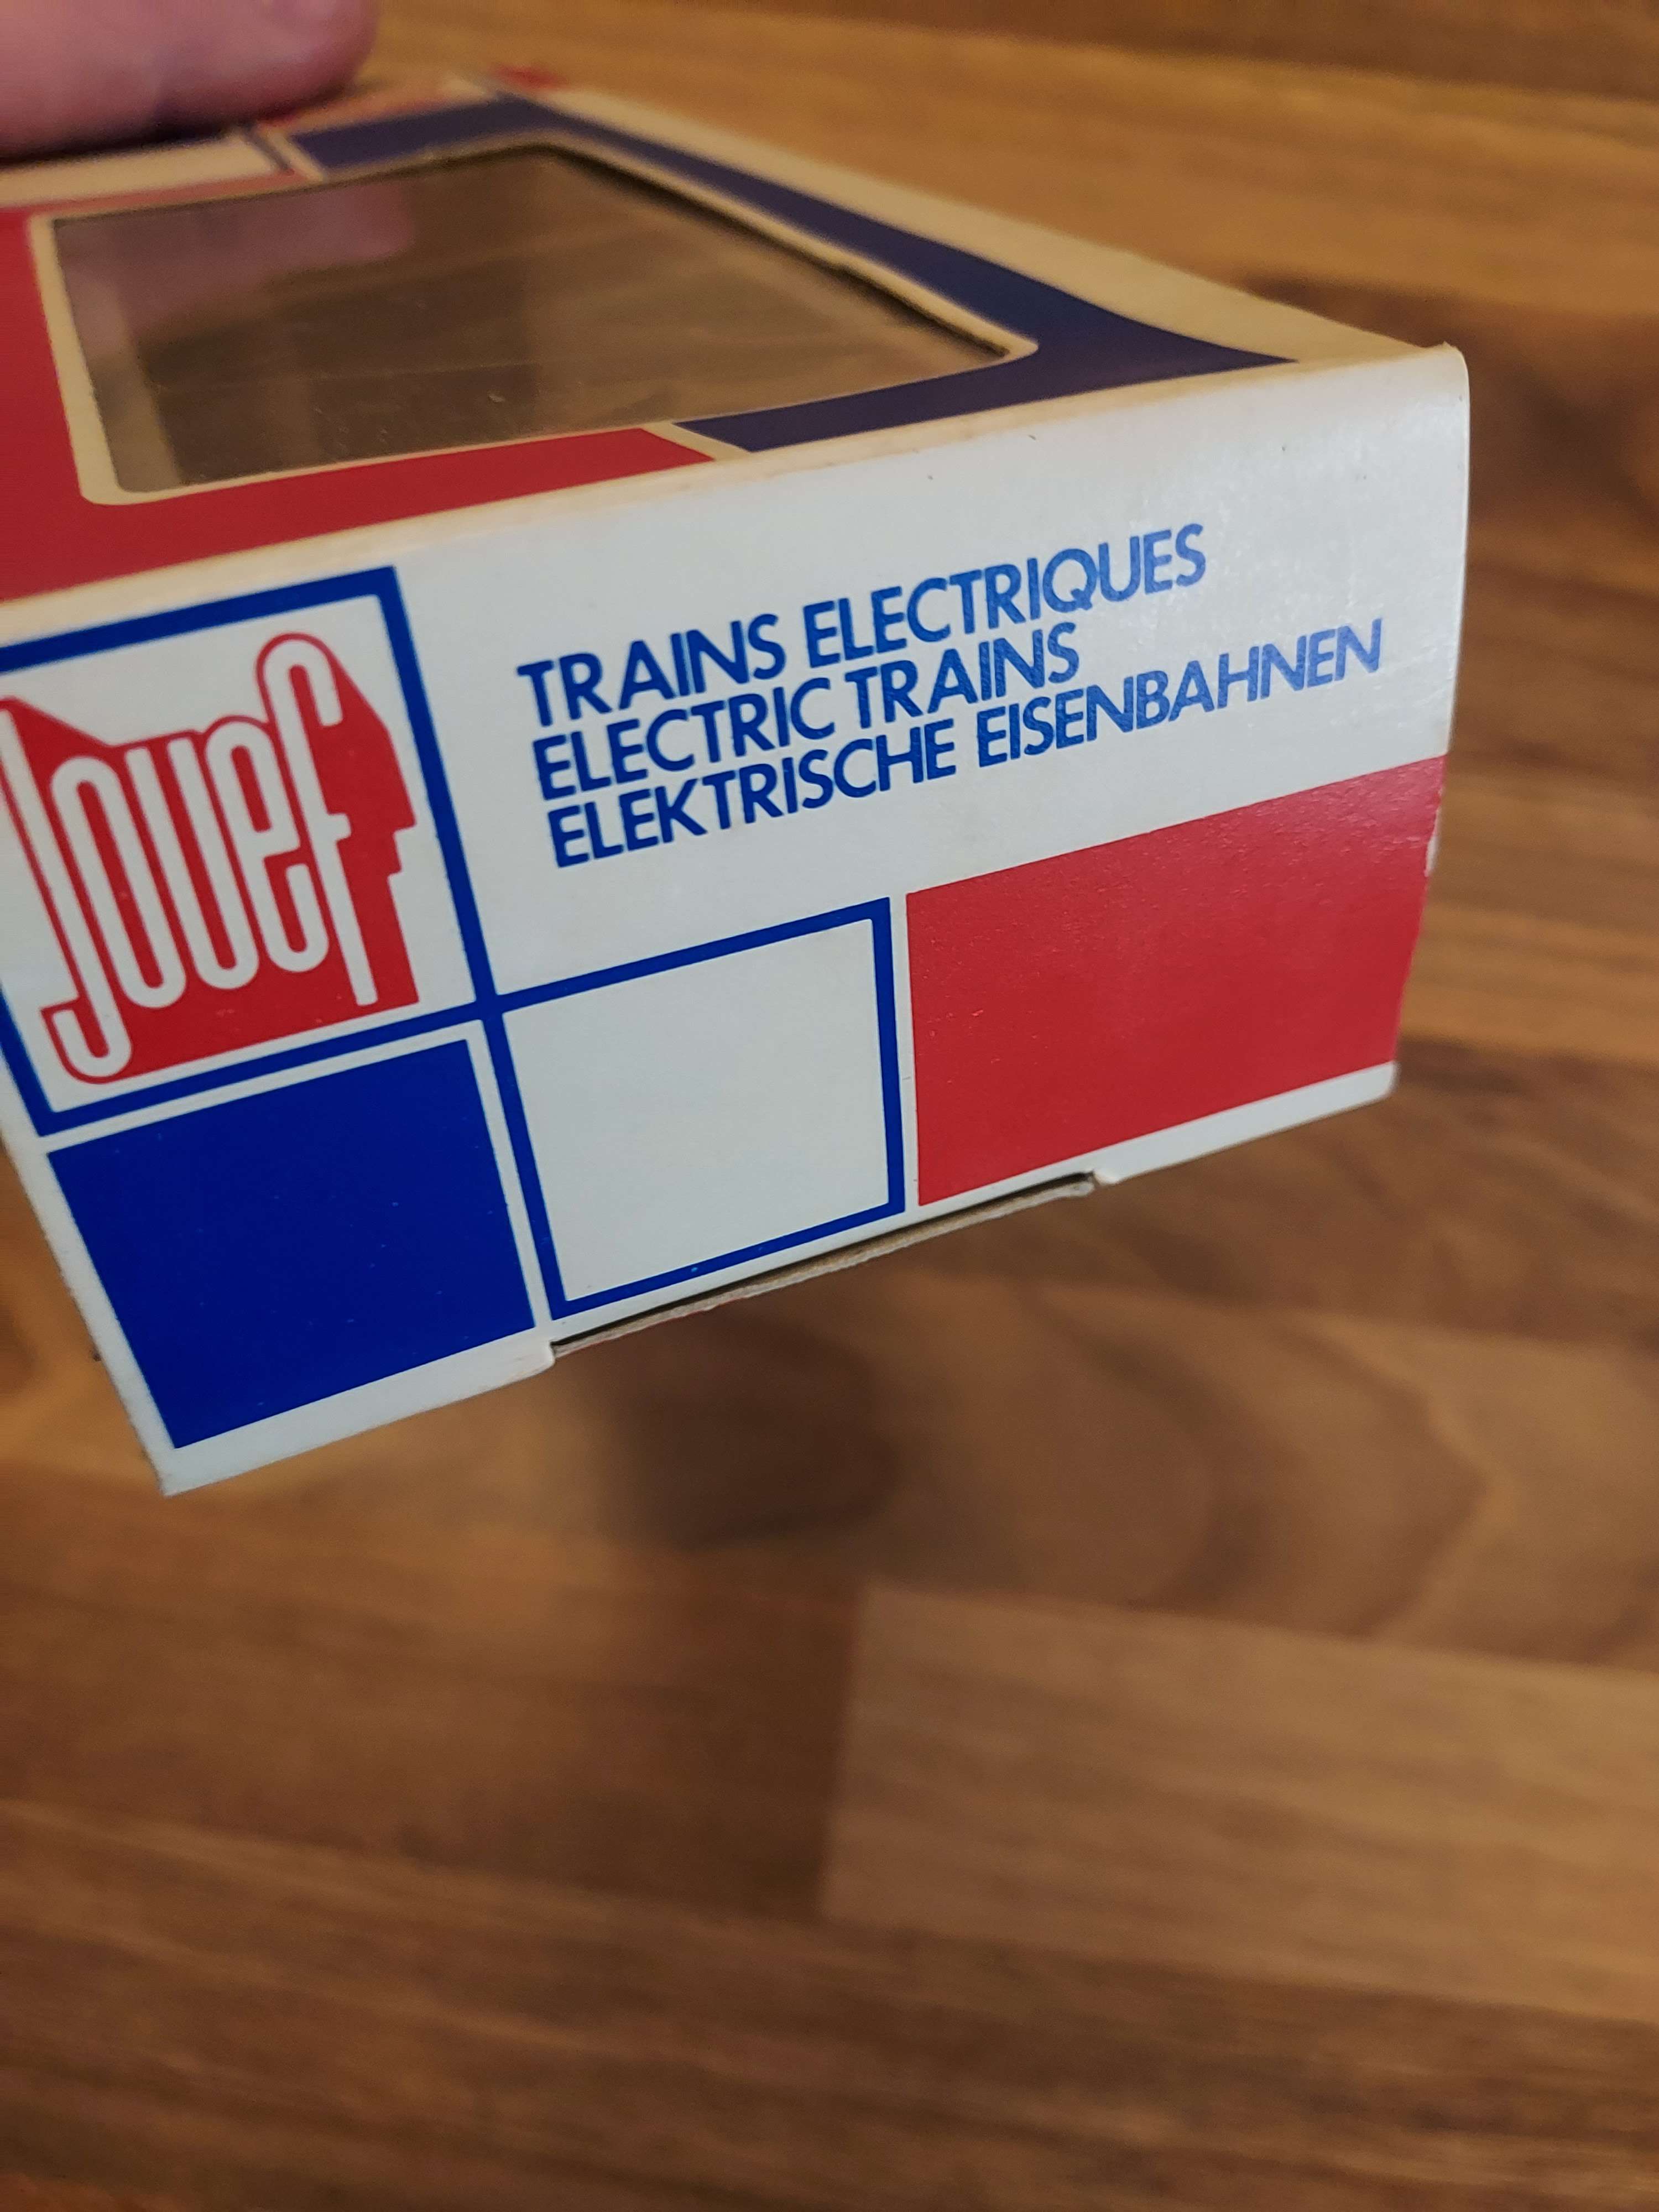 Jouef
TRAINS ELECTRIQUES
ELECTRIC TRAINS
ELEKTRISCHE EISENBAHNEN